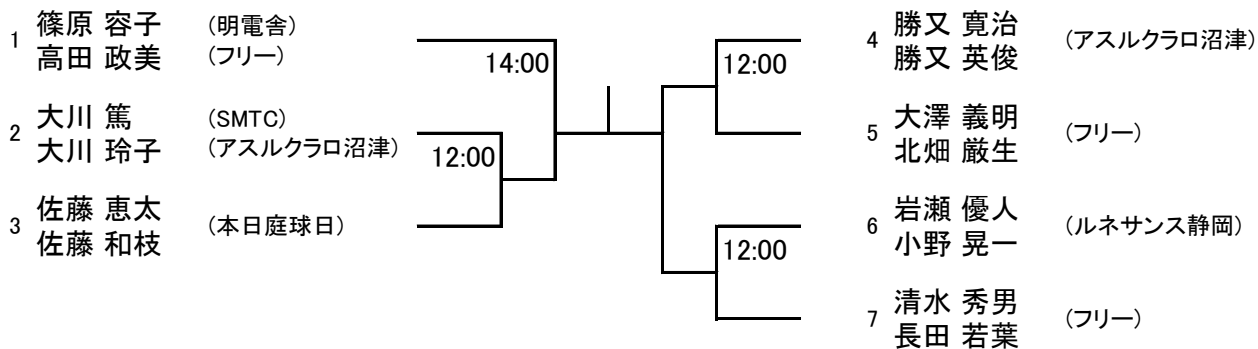 1 篠原 容子 (明電舎)
高田 政美 (フリー)
14:00
2 大川 篤 (SMTC)
大川 玲子 (アスルクラロ沼津)
12:00
3 佐藤 恵太 (本日庭球日)
佐藤 和枝
4 勝又 寛治 (アスルクラロ沼津)
勝又 英俊
12:00
5 大澤 義明 (フリー)
北畑 厳生
6 岩瀬 優人 (ルネサンス静岡)
小野 晃一
12:00
7 清水 秀男 (フリー)
長田 若葉